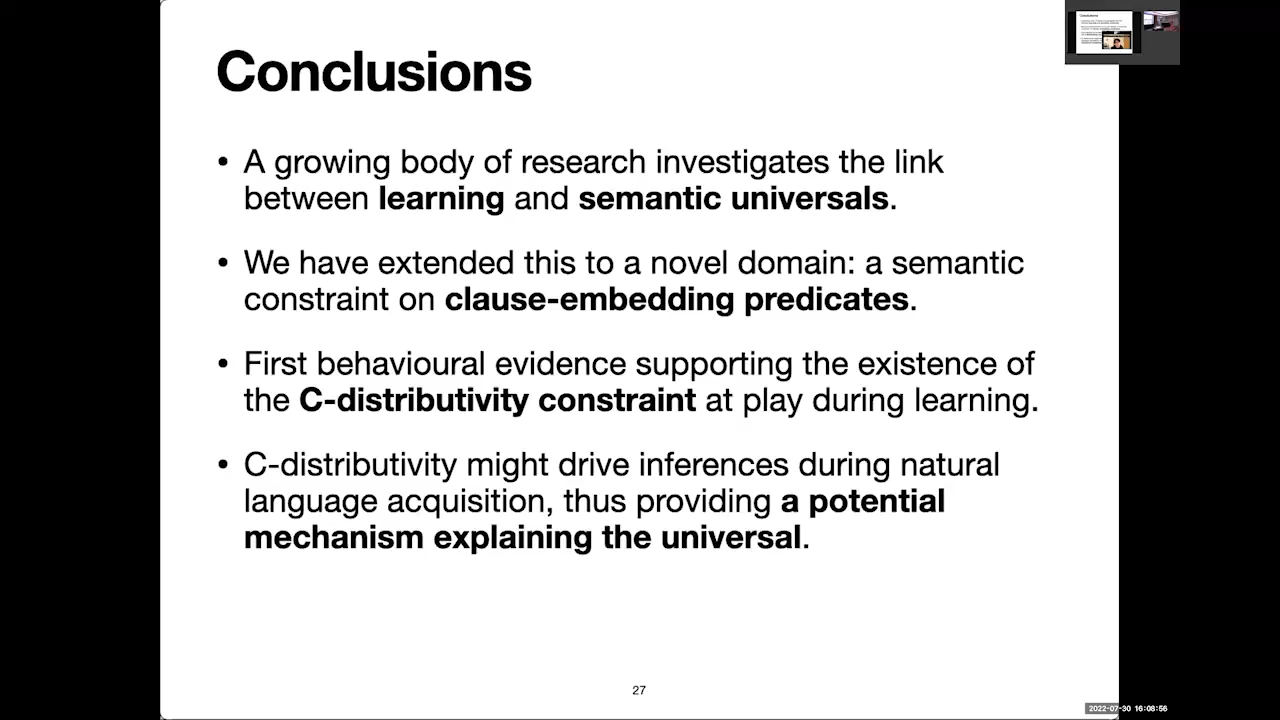 Conclusions
• A growing body of research investigates the link
between learning and semantic universals.
• We have extended this to a novel domain: a semantic
constraint on clause-embedding predicates.
• First behavioural evidence supporting the existence of
the C-distributivity constraint at play during learning.
• C-distributivity might drive inferences during natural
language acquisition, thus providing a potential
mechanism explaining the universal.
27
2022-07-30 16:08:56